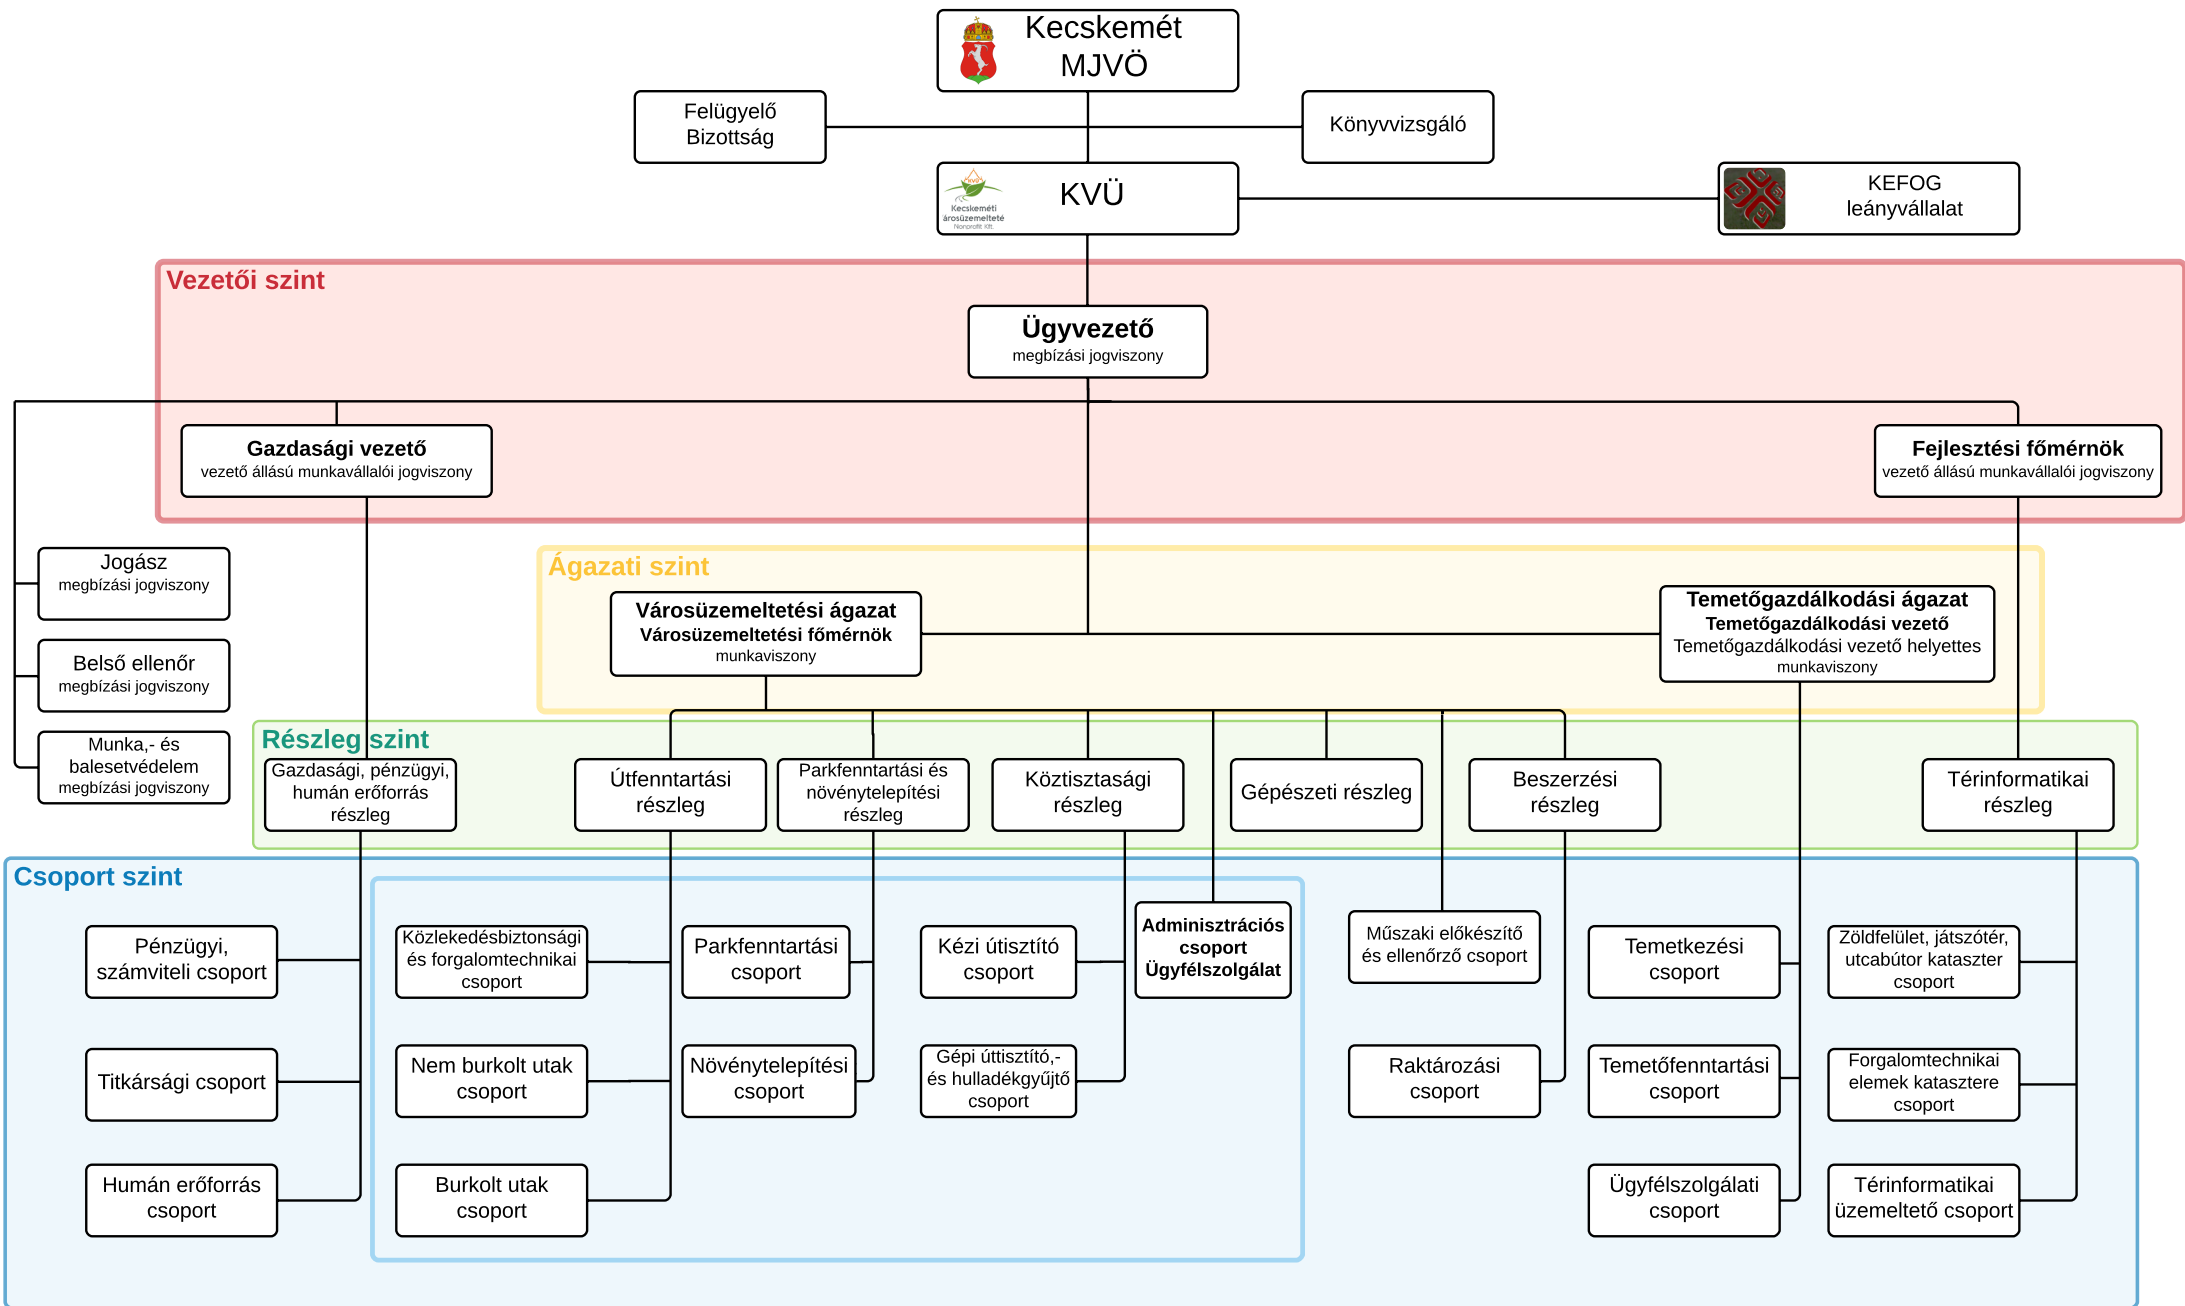 Kecskemét
MJVÖ
Felügyelő
Bizottság
Könyvvizsgáló
KVÜ
KVÜ
Kecskeméti
árosüzemelteté
Nonprofit Kft.
KEFOG
leányvállalat
Vezetői szint
Ügyvezető
megbízási jogviszony
Gazdasági vezető
vezető állású munkavállalói jogviszony
Fejlesztési főmérnök
vezető állású munkavállalói jogviszony
Jogász
megbízási jogviszony
Belső ellenőr
megbízási jogviszony
Munka,- és
balesetvédelem
megbízási jogviszony
Ágazati szint
Városüzemeltetési ágazat
Városüzemeltetési főmérnök
munkaviszony
Temetőgazdálkodási ágazat
Temetőgazdálkodási vezető
Temetőgazdálkodási vezető helyettes
munkaviszony
Részleg szint
Gazdasági, pénzügyi,
humán erőforrás
részleg
Útfenntartási
részleg
Parkfenntartási és
növénytelepítési
részleg
Köztisztasági
részleg
Gépészeti részleg
Beszerzési
részleg
Térinformatikai
részleg
Csoport szint
Pénzügyi,
számviteli csoport
Közlekedésbiztonsági
és forgalomtechnikai
csoport
Parkfenntartási
csoport
Kézi útisztító
csoport
Adminisztrációs
csoport
Ügyfélszolgálat
Műszaki előkészítő
és ellenőrző csoport
Temetkezési
csoport
Zöldfelület, játszótér,
utcabútor kataszter
csoport
Titkársági csoport
Nem burkolt utak
csoport
Növénytelepítési
csoport
Gépi úttisztító,-
és hulladékgyűjtő
csoport
Raktározási
csoport
Temetőfenntartási
csoport
Forgalomtechnikai
elemek katasztere
csoport
Humán erőforrás
csoport
Burkolt utak
csoport
Ügyfélszolgálati
csoport
Térinformatikai
üzemeltető csoport